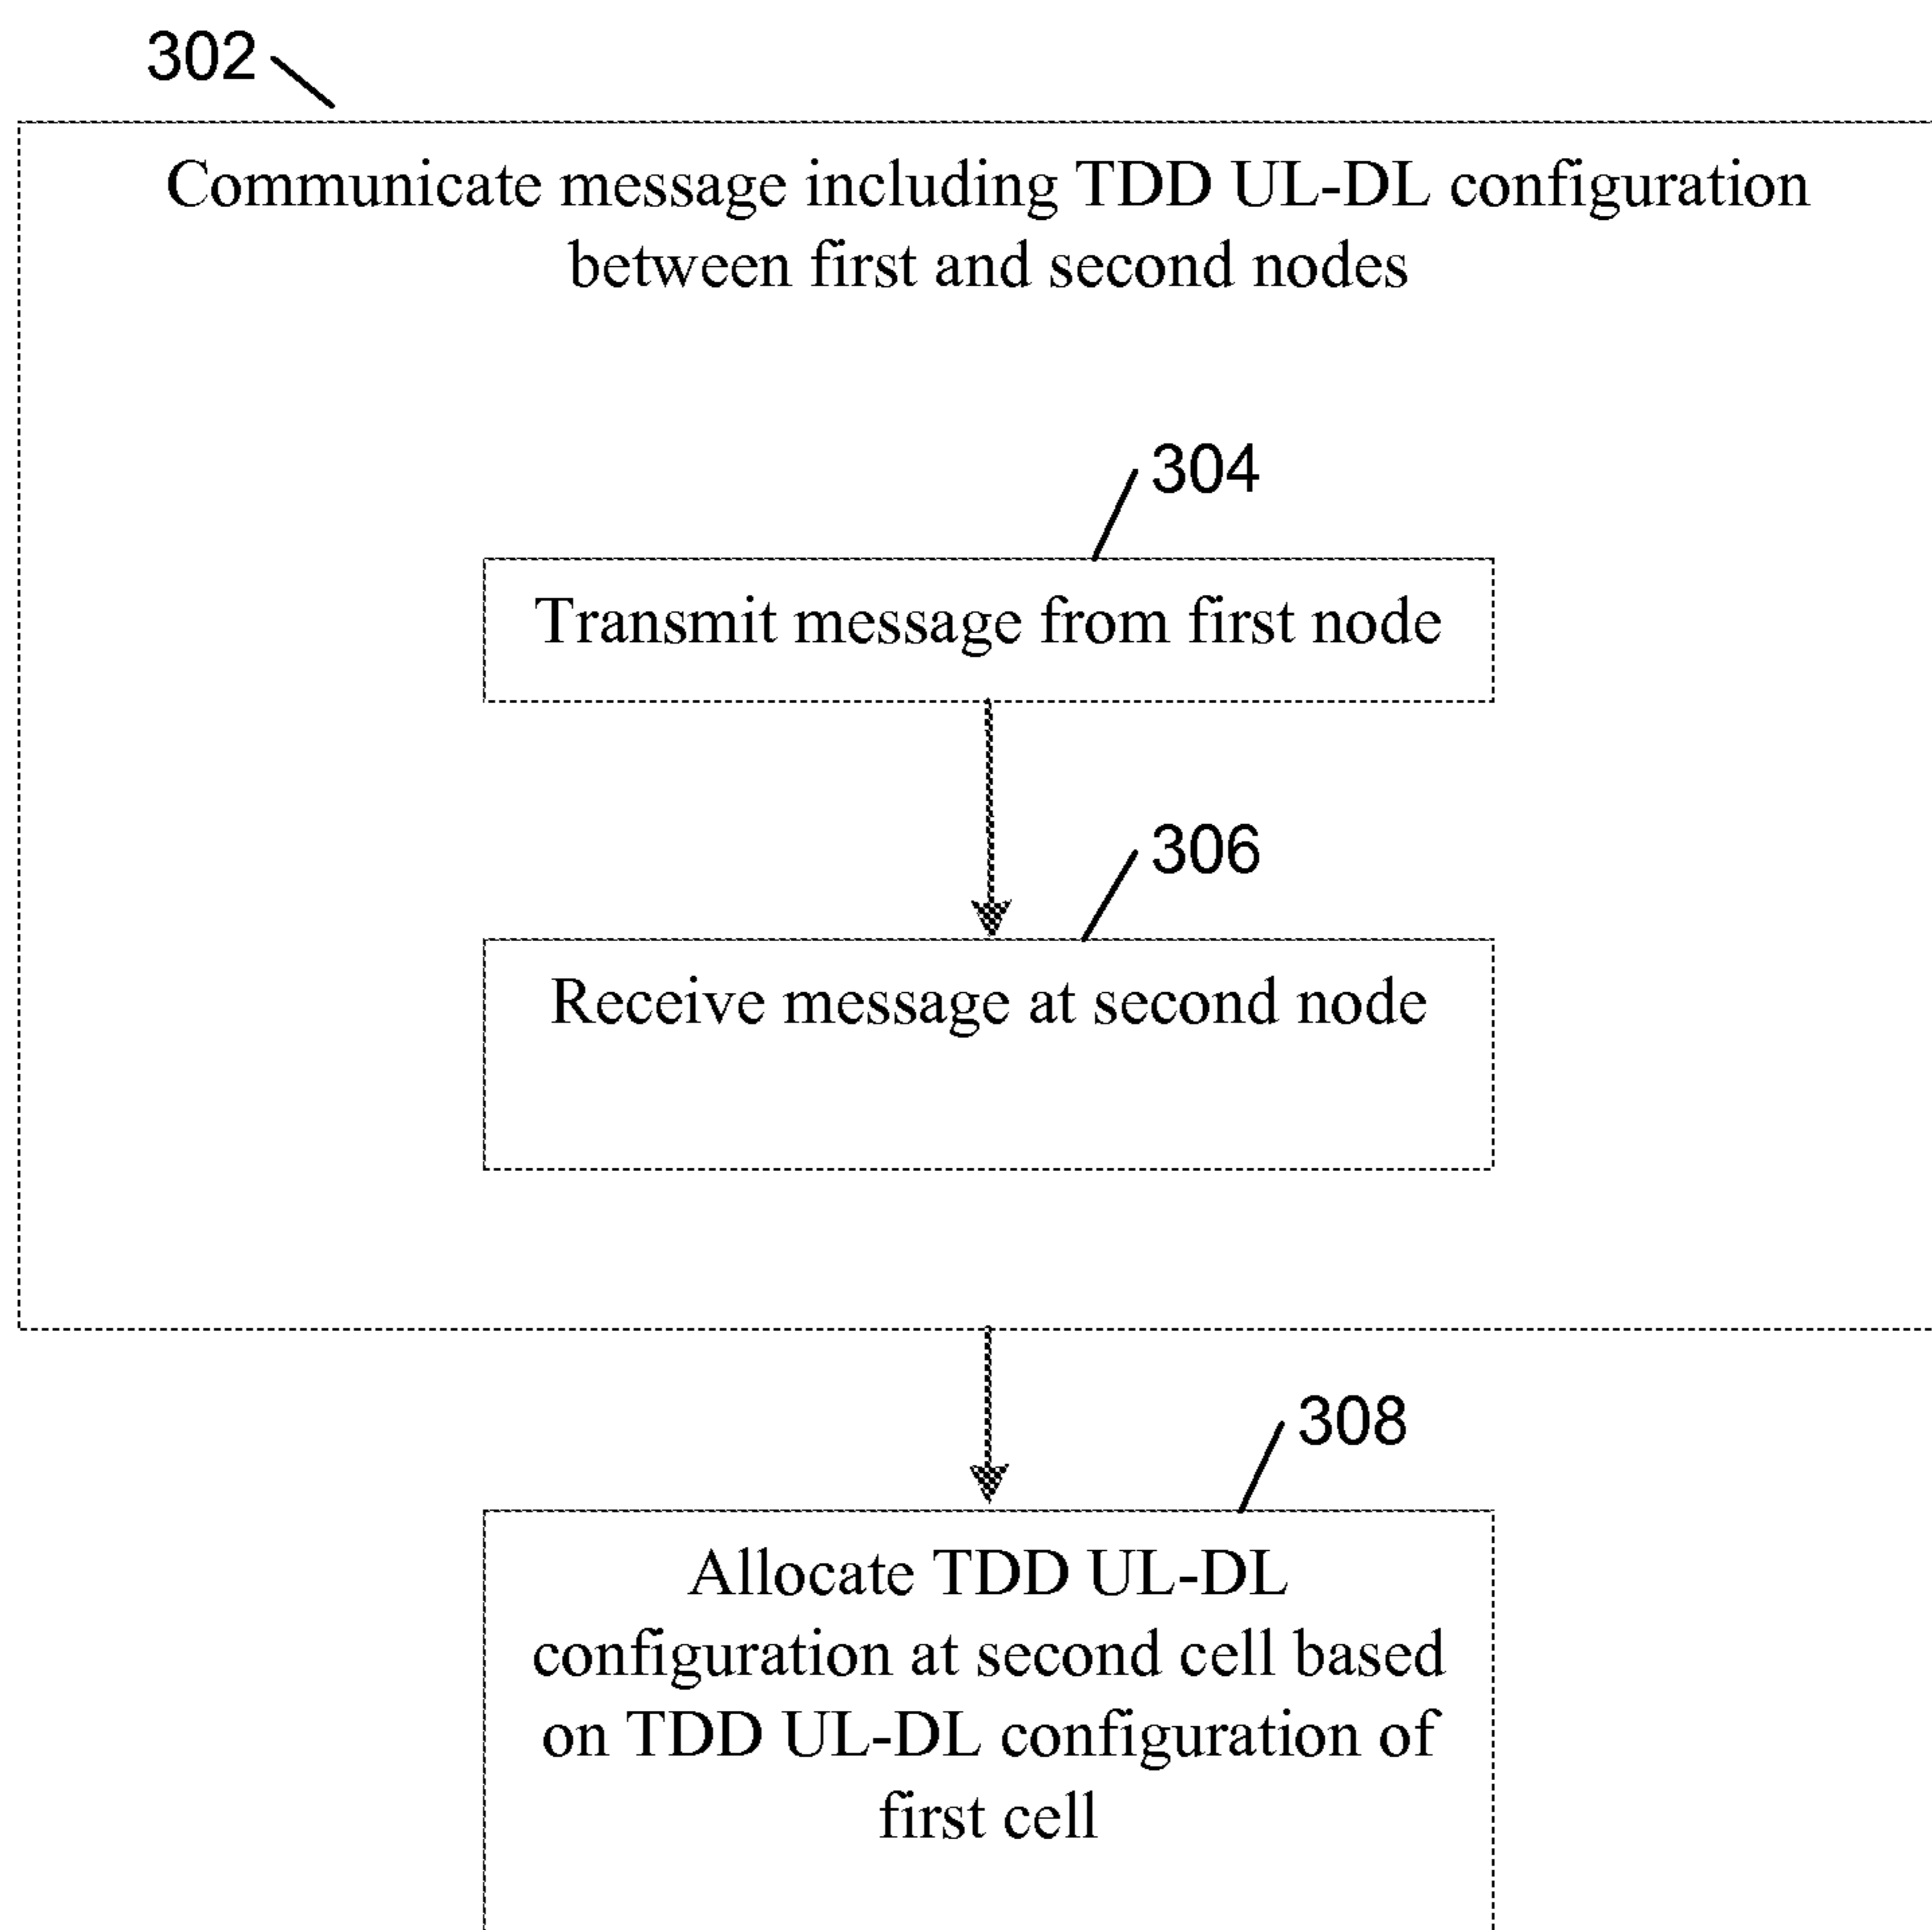 302
Communicate message including TDD UL-DL configuration
between first and second nodes
304
Transmit message from first node
306
Receive message at second node
308
Allocate TDD UL-DL
configuration at second cell based
on TDD UL-DL configuration of
first cell